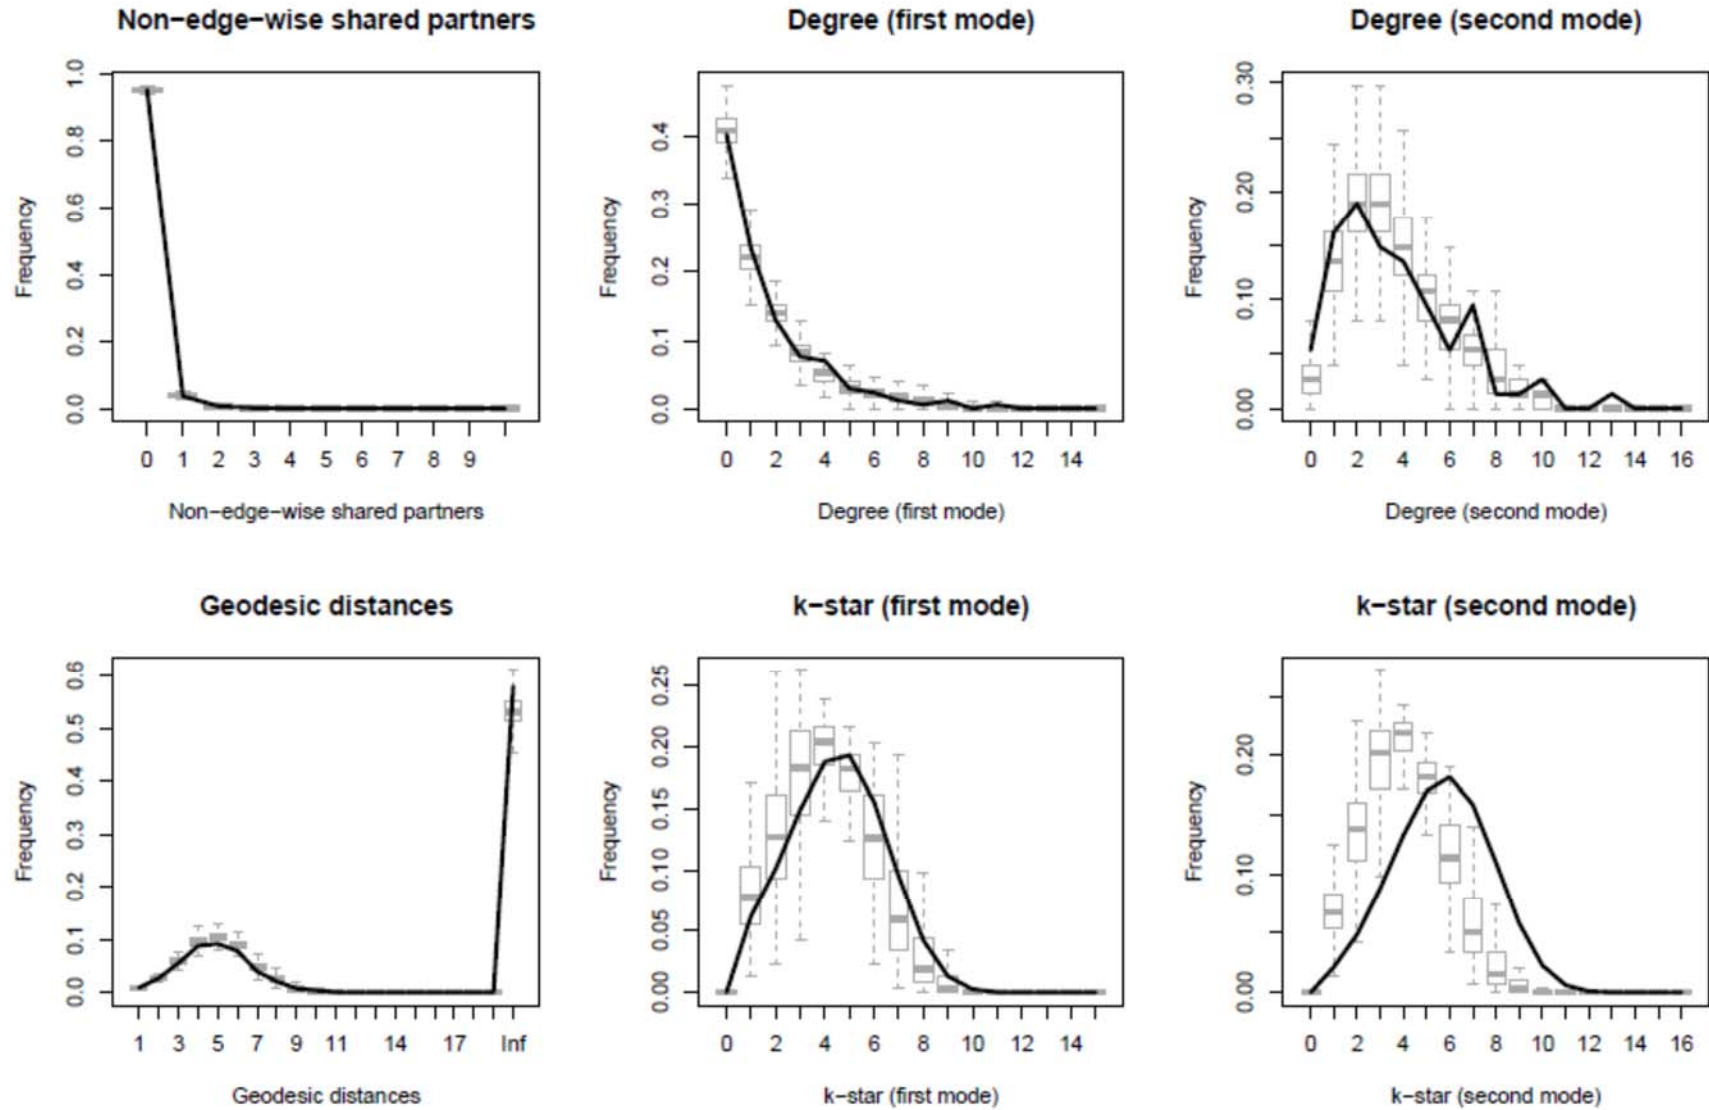 Non-edge-wise shared partners
Frequency
0.0 0.2 0.4 0.6 0.8 1.0
0 1 2 3 4 5 6 7 8 9
Non-edge-wise shared partners
Degree (first mode)
Frequency
0.0 0.1 0.2 0.3 0.4
0 2 4 6 8 10 12 14
Degree (first mode)
Degree (second mode)
Frequency
0.00 0.10 0.20 0.30
0 2 4 6 8 10 12 14 16
Degree (second mode)
Geodesic distances
Frequency
0.0 0.1 0.2 0.3 0.4 0.5 0.6
1 3 5 7 9 11 14 17 Inf
Geodesic distances
k-star (first mode)
Frequency
0.00 0.05 0.10 0.15 0.20 0.25
0 2 4 6 8 10 12 14
k-star (first mode)
k-star (second mode)
Frequency
0.00 0.10 0.20
0 2 4 6 8 10 12 14 16
k-star (second mode)